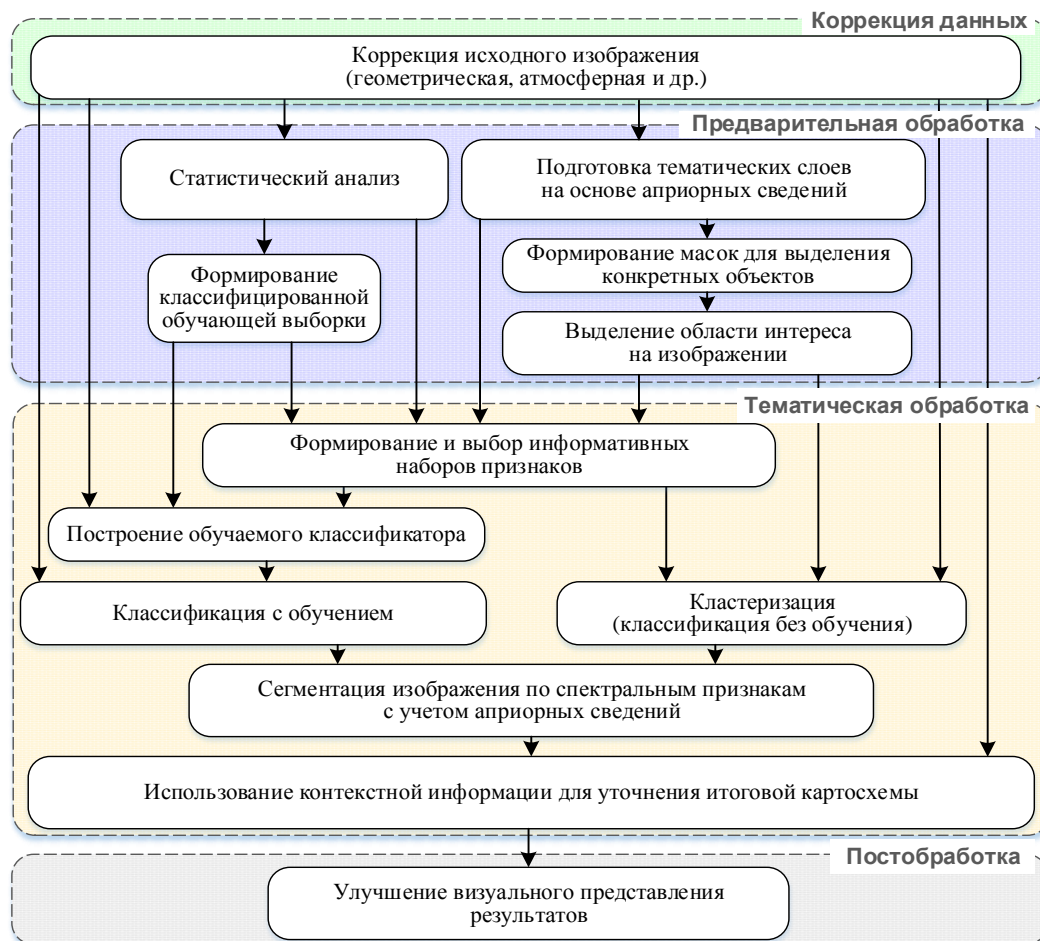 Коррекция данных
Коррекция исходного изображения
(геометрическая, атмосферная и др.)
Предварительная обработка
Статистический анализ
Подготовка тематических слоев
на основе априорных сведений
Формирование масок для выделения
конкретных объектов
Формирование
классифицированной
обучающей выборки
Выделение области интереса
на изображении
Тематическая обработка
Формирование и выбор информативных
наборов признаков
Построение обучаемого классификатора
Классификация с обучением
Кластеризация
(классификация без обучения)
Сегментация изображения по спектральным признакам
с учетом априорных сведений
Использование контекстной информации для уточнения итоговой картосхемы
Постобработка
Улучшение визуального представления
результатов